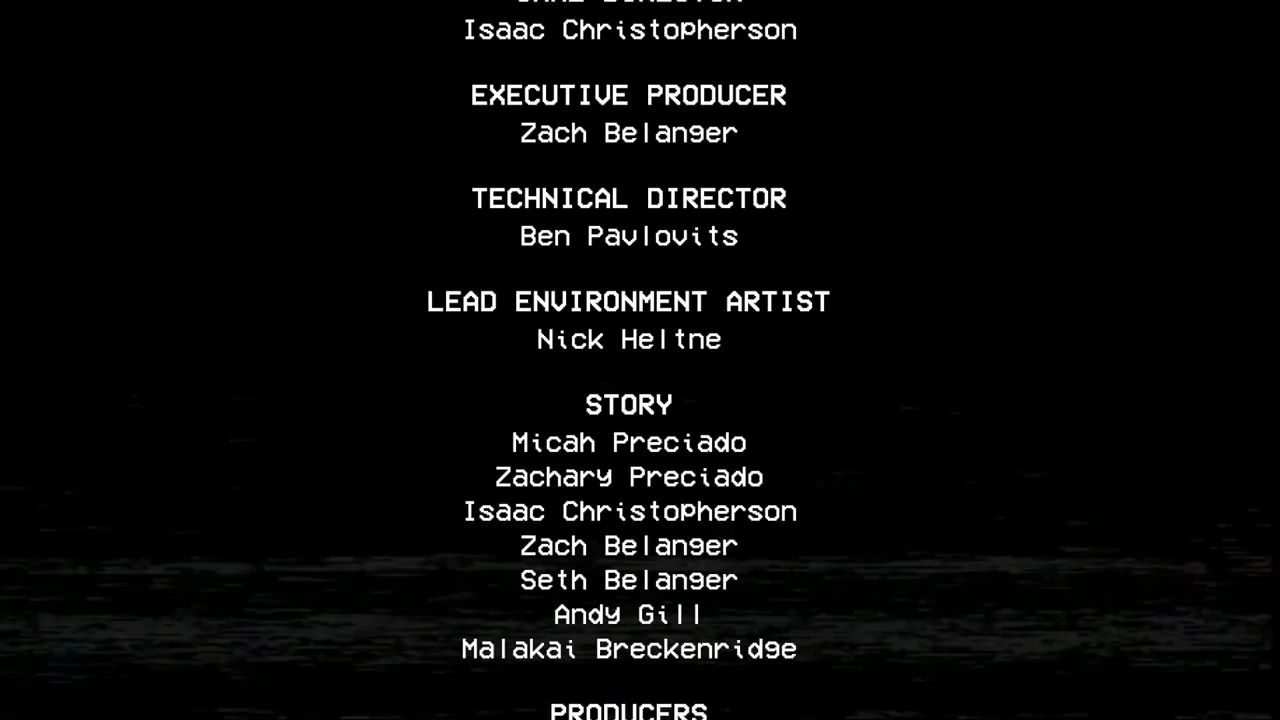 Isaac Christopherson
EXECUTIVE PRODUCER
Zach Belanger
TECHNICAL DIRECTOR
Ben Pavlovits
LEAD ENVIRONMENT ARTIST
Nick Heltne
STORY
Micah Preciado
Zachary Preciado
Isaac Christopherson
Zach Belanger
Seth Belanger
Andy Gill
Malakai Breckenridge
PRODUCERS